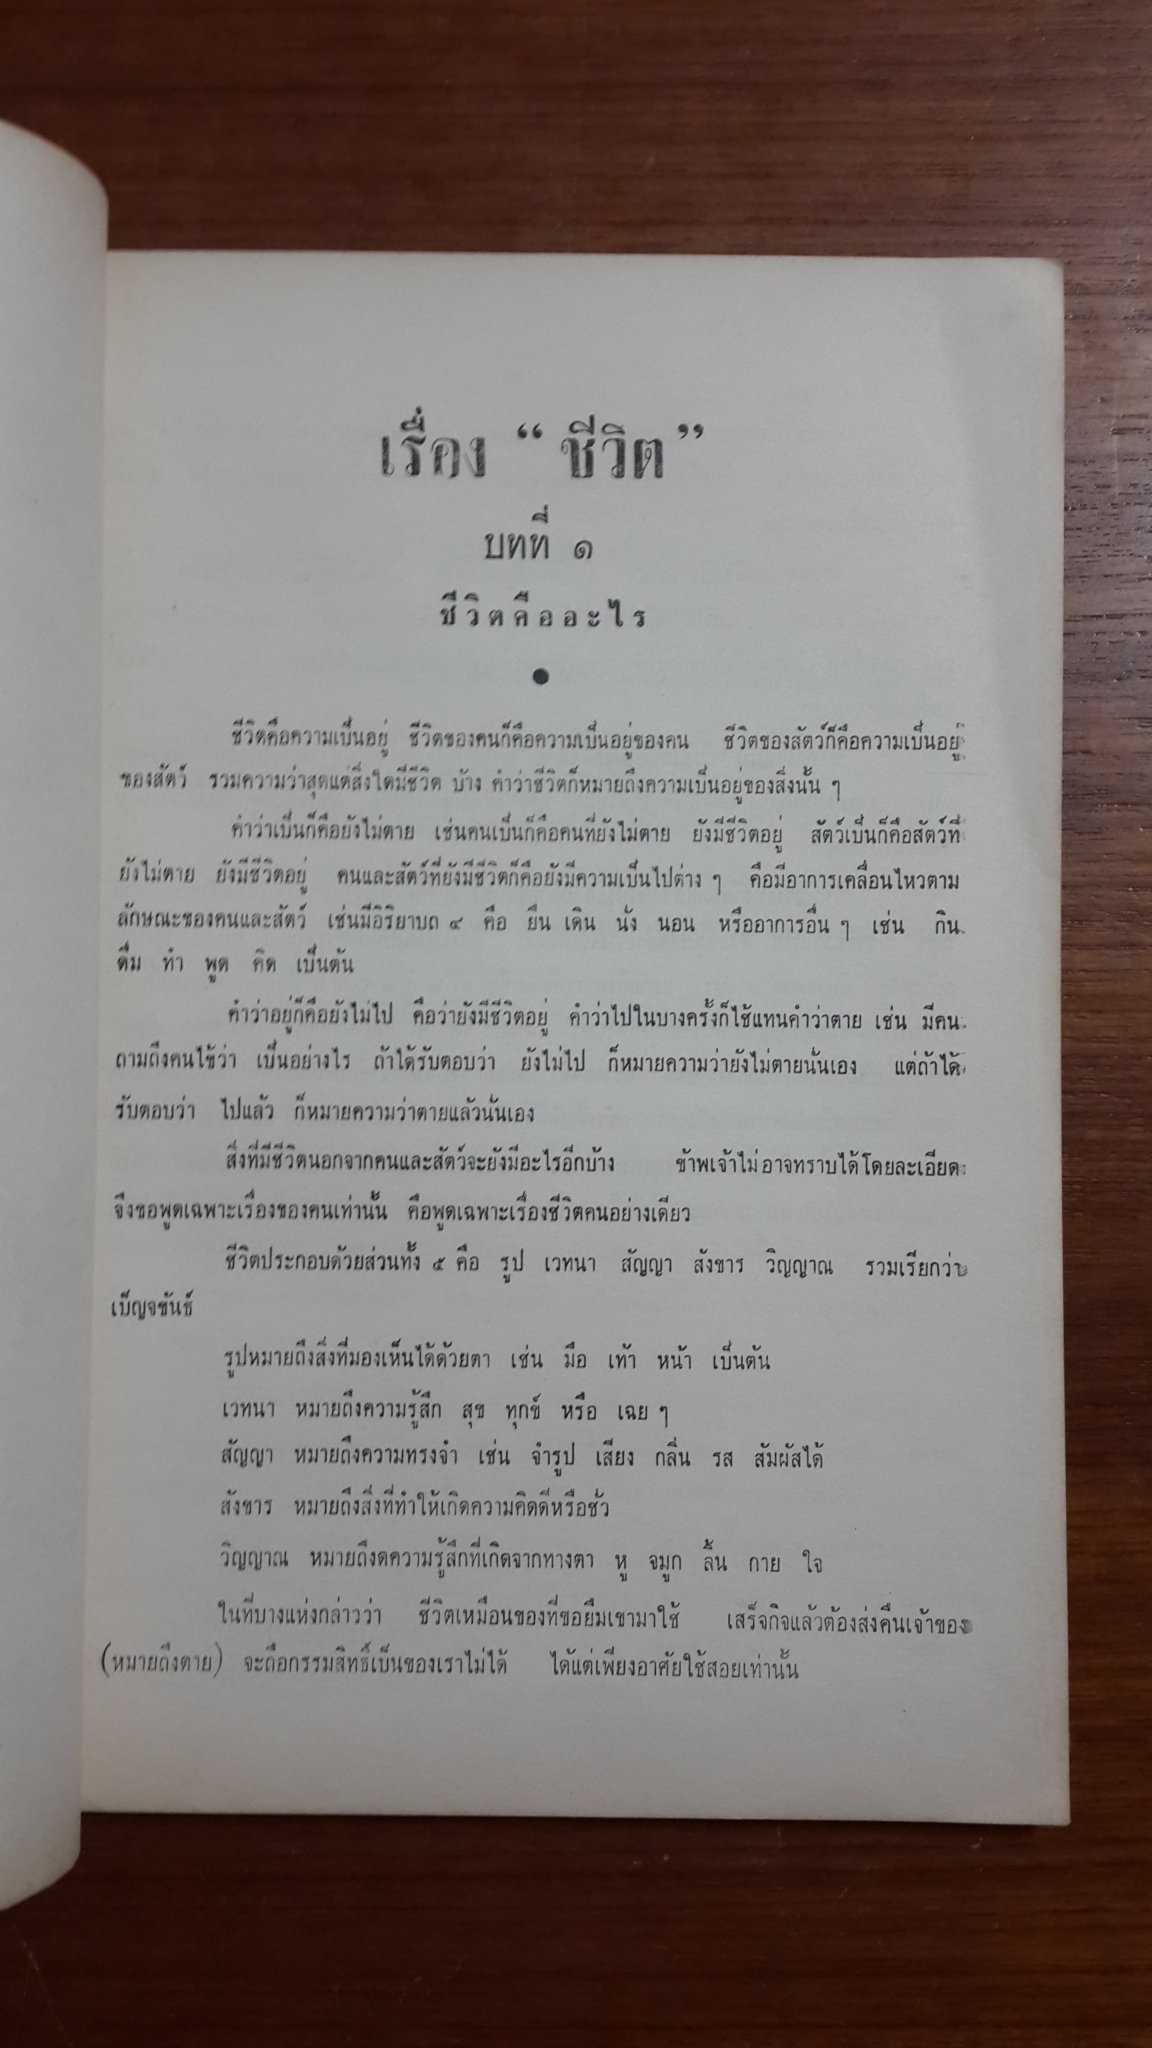 เรื่อง “ ชีวิต ”
บทที่ ๑
ชีวิตคืออะไร
ชีวิตคือความเป็นอยู่ ชีวิตของคนก็คือความเป็นอยู่ของคน ชีวิตของสัตว์ก็คือความเป็นอยู่
ของสัตว์ รวมความว่าสุดแต่สิ่งใดมีชีวิต บ้าง คำว่าชีวิตก็หมายถึงความเป็นอยู่ของสิ่งนั้น ๆ
คำว่าเป็นก็คือยังไม่ตาย เช่นคนเป็นก็คือคนที่ยังไม่ตาย ยังมีชีวิตอยู่ สัตว์เป็นก็คือสัตว์ที่
ยังไม่ตาย ยังมีชีวิตอยู่ คนและสัตว์ที่ยังมีชีวิตก็คือยังมีความเป็นไปต่าง ๆ คือมีอาการเคลื่อนไหวตาม
ลักษณะของคนและสัตว์ เช่นมีอิริยาบถ ๔ คือ ยืน เดิน นั่ง นอน หรืออาการอื่น ๆ เช่น กิน
ดื่ม ทำ พูด คิด เป็นต้น
คำว่าอยู่ก็คือยังไม่ไป คือว่ายังมีชีวิตอยู่ คำว่าไปในบางครั้งก็ใช้แทนคำว่าตาย เช่น มีคน
ถามถึงคนไข้ว่า เป็นอย่างไร ถ้าได้รับตอบว่า ยังไม่ไป ก็หมายความว่ายังไม่ตายนั่นเอง แต่ถ้าได้
รับตอบว่า ไปแล้ว ก็หมายความว่าตายแล้วนั่นเอง
สิ่งที่มีชีวิตนอกจากคนและสัตว์จะยังมีอะไรอีกบ้าง ข้าพเจ้าไม่อาจทราบได้โดยละเอียด
จึงขอพูดเฉพาะเรื่องของคนเท่านั้น คือพูดเฉพาะเรื่องชีวิตคนอย่างเดียว
ชีวิตประกอบด้วยส่วนทั้ง ๕ คือ รูป เวทนา สัญญา สังขาร วิญญาณ รวมเรียกว่า
เบ็ญจขันธ์
รูปหมายถึงสิ่งที่มองเห็นได้ด้วยตา เช่น มือ เท้า หน้า เป็นต้น
เวทนา หมายถึงความรู้สึก สุข ทุกข์ หรือ เฉย ๆ
สัญญา หมายถึงความทรงจำ เช่น จำรูป เสียง กลิ่น รส สัมผัสได้
สังขาร หมายถึงสิ่งที่ทำให้เกิดความคิดดีหรือชั่ว
วิญญาณ หมายถึงดความรู้สึกที่เกิดจากทางตา หู จมูก ลิ้น กาย ใจ
ในที่บางแห่งกล่าวว่า ชีวิตเหมือนของที่ขอยืมเขามาใช้ เสร็จกิจแล้วต้องส่งคืนเจ้าของ
(หมายถึงตาย) จะถือกรรมสิทธิ์เป็นของเราไม่ได้ ได้แต่เพียงอาศัยใช้สอยเท่านั้น